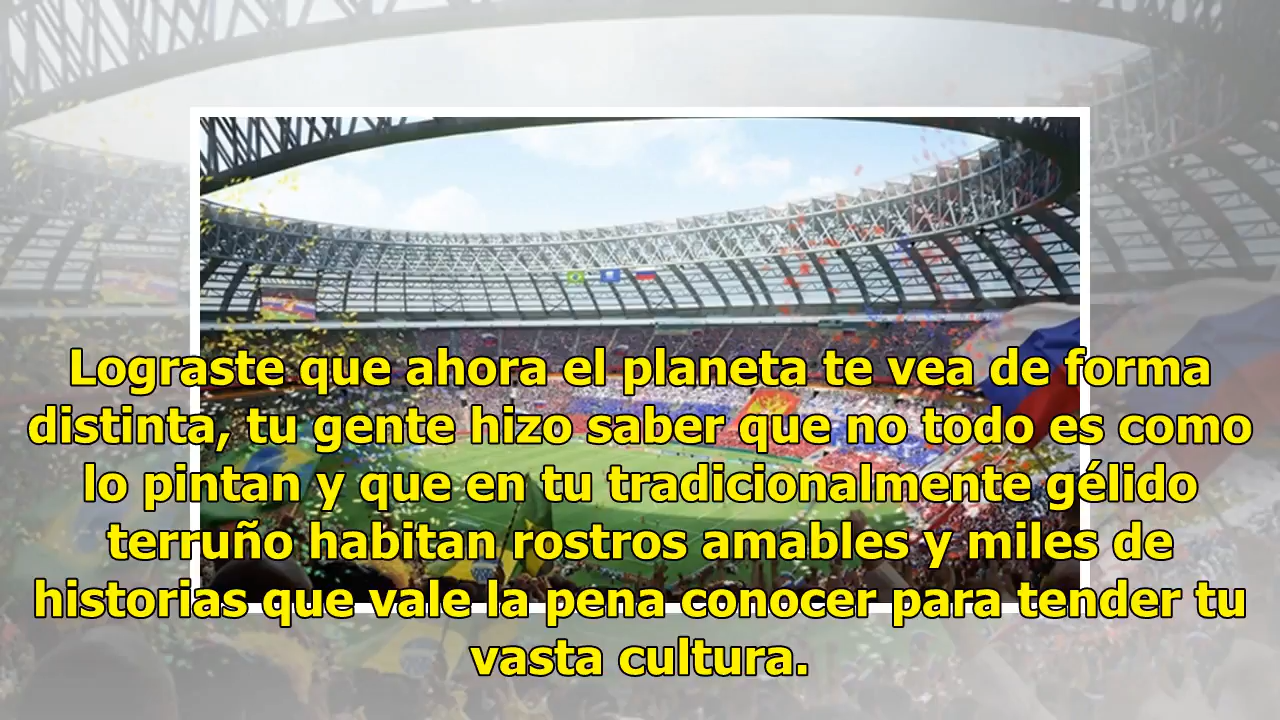 Lograste que ahora el planeta te vea de forma
distinta, tu gente hizo saber que no todo es como
lo pintan y que en tu tradicionalmente gélido
terruño habitan rostros amables y miles de
historias que vale la pena conocer para tender tu
vasta cultura.